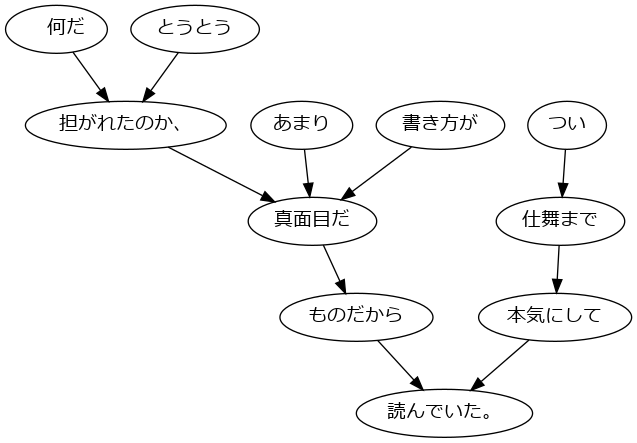 何だ とうとう
担がれたのか、 あまり 書き方が つい
真面目だ 仕舞まで
ものだから 本気にして
読んでいた。